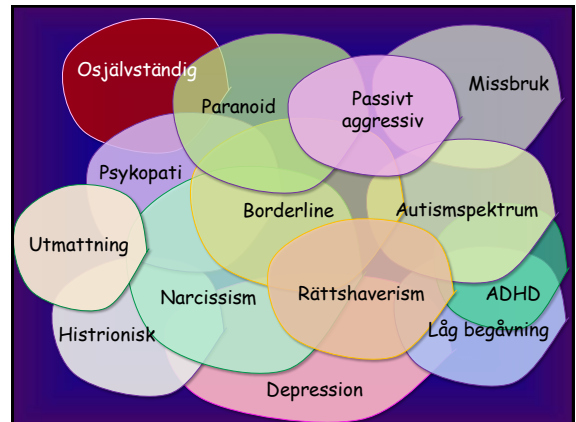 Osjälvständig
Missbruk
Paranoid
Passivt
aggressiv
Psykopati
Borderline
Autismspektrum
Utmattning
Narcissism
Rättshaverism
ADHD
Histrionisk
Låg begåvning
Depression